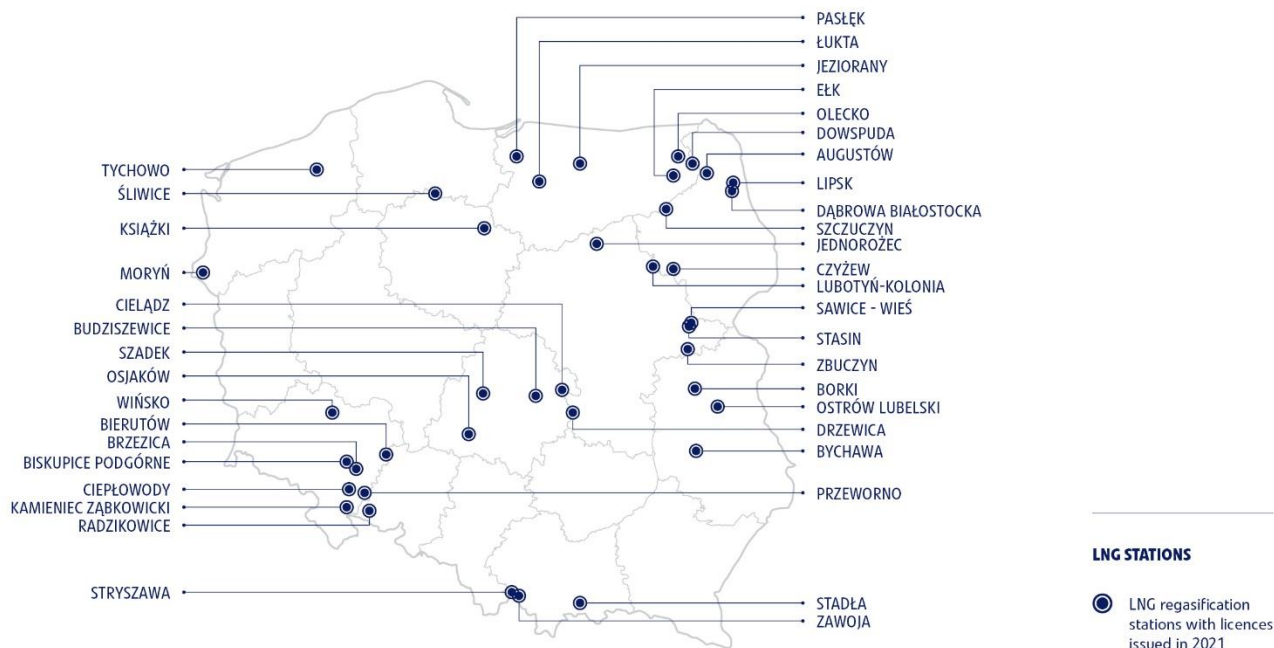 PASŁĘK
ŁUKTA
JEZIORANY
EŁK
OLECKO
DOWSPUDA
AUGUSTÓW
LIPSK
DĄBROWA BIAŁOSTOCKA
SZCZUCZYN
JEDNOROŻEC
CZYŻEW
LUBOTYŃ-KOLONIA
SAWICE - WIEŚ
STASIN
ZBUCZYN
BORKI
OSTRÓW LUBELSKI
DRZEWICA
BYCHAWA
PRZEWORNO
STADŁA
ZAWOJA
TYCHOWO
ŚLIWICE
KSIĄŻKI
MORYŃ
CIELĄDZ
BUDZISZEWICE
SZADEK
OSJAKÓW
WIŃSKO
BIERUTÓW
BRZEZICA
BISKUPICE PODGÓRNE
CIEPŁOWODY
KAMIENIEC ZĄBKOWICKI
RADZIKOWICE
STRYSZAWA
LNG STATIONS
LNG regasification
stations with licences
issued in 2021